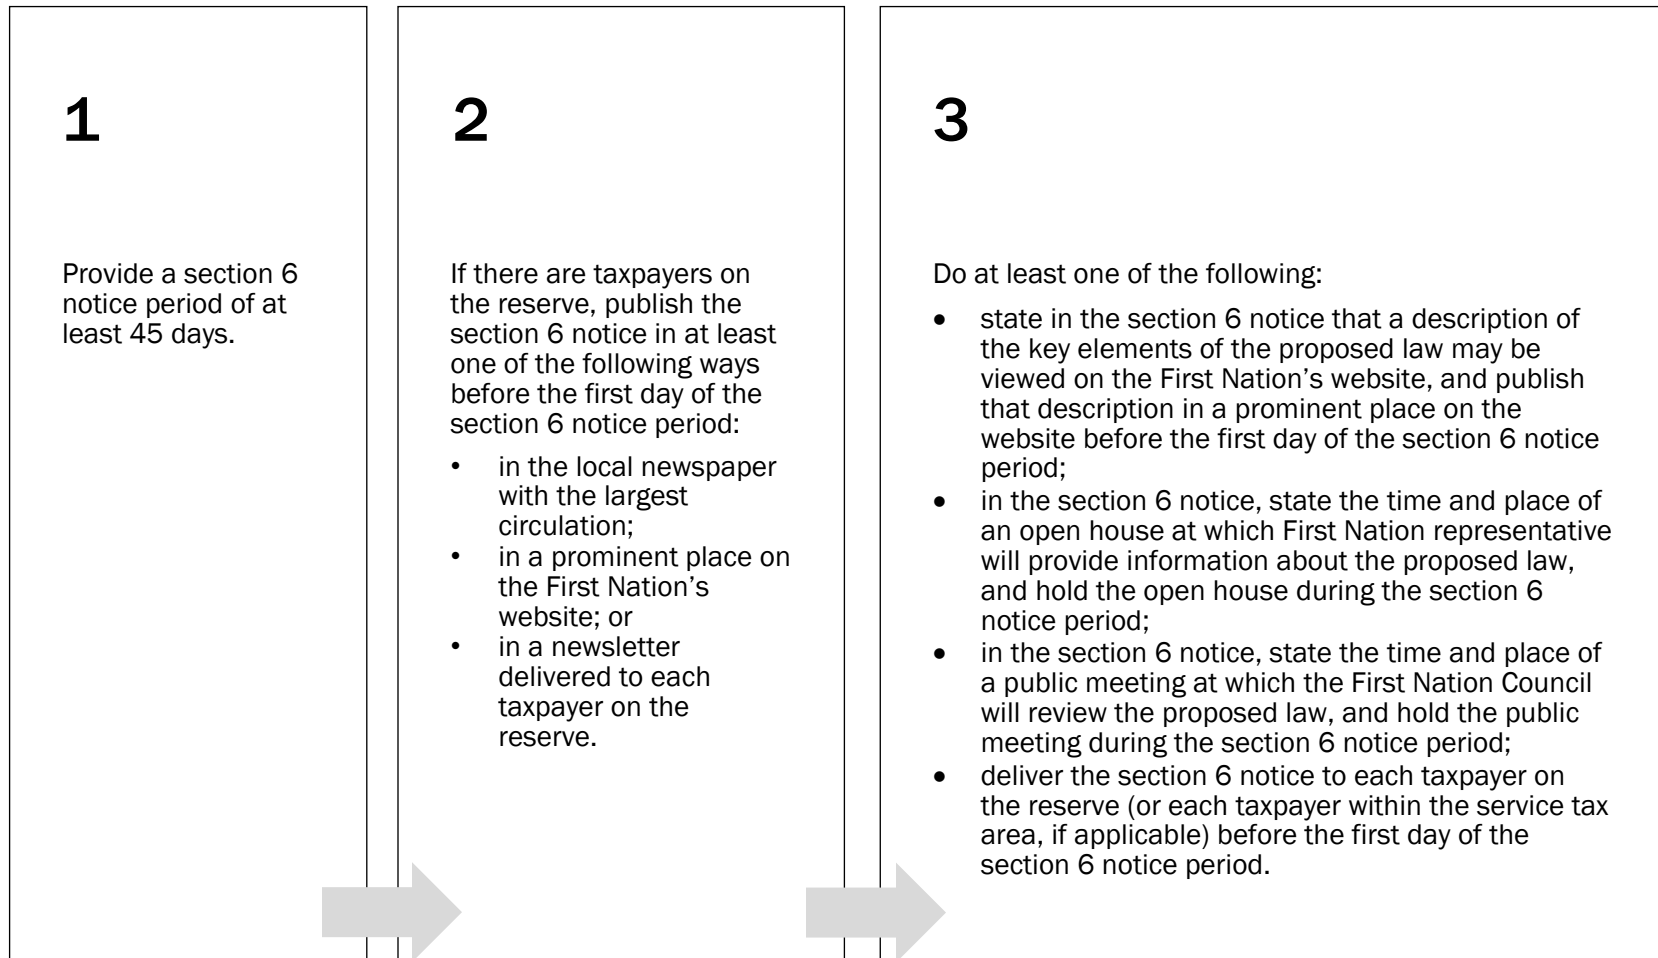 1
Provide a section 6
notice period of at
least 45 days.
2
If there are taxpayers on
the reserve, publish the
section 6 notice in at least
one of the following ways
before the first day of the
section 6 notice period:
• in the local newspaper
with the largest
circulation;
• in a prominent place on
the First Nation’s
website; or
• in a newsletter
delivered to each
taxpayer on the
reserve.
3
Do at least one of the following:
• state in the section 6 notice that a description of
the key elements of the proposed law may be
viewed on the First Nation’s website, and publish
that description in a prominent place on the
website before the first day of the section 6 notice
period;
• in the section 6 notice, state the time and place of
an open house at which First Nation representative
will provide information about the proposed law,
and hold the open house during the section 6
notice period;
• in the section 6 notice, state the time and place of
a public meeting at which the First Nation Council
will review the proposed law, and hold the public
meeting during the section 6 notice period;
• deliver the section 6 notice to each taxpayer on
the reserve (or each taxpayer within the service tax
area, if applicable) before the first day of the
section 6 notice period.